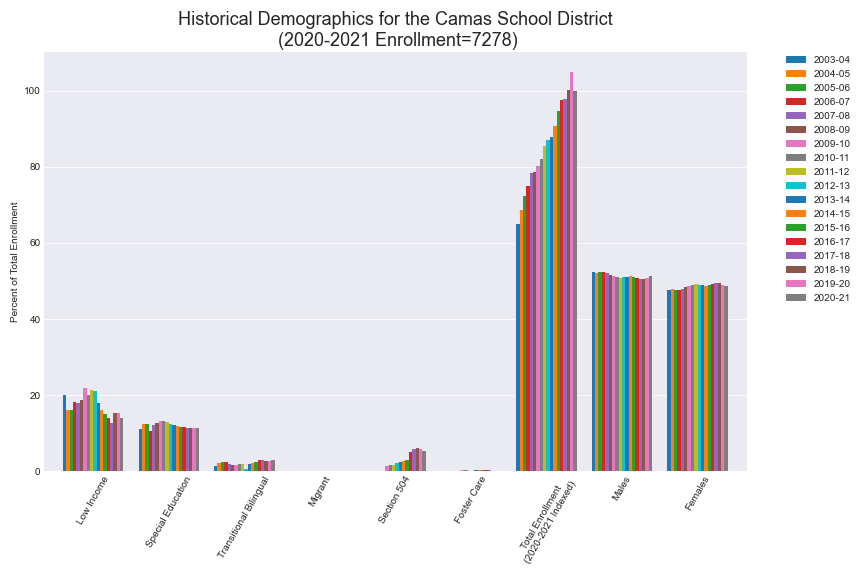 Historical Demographics for the Camas School District
(2020-2021 Enrollment=7278)
Percent of Total Enrollment
100
80
60
40
20
0
Low Income
Special Education
Transitional Bilingual
Migrant
Section 504
Foster Care
Total Enrollment
(2020-2021 Indexed)
Males
Females
2003-04
2004-05
2005-06
2006-07
2007-08
2008-09
2009-10
2010-11
2011-12
2012-13
2013-14
2014-15
2015-16
2016-17
2017-18
2018-19
2019-20
2020-21